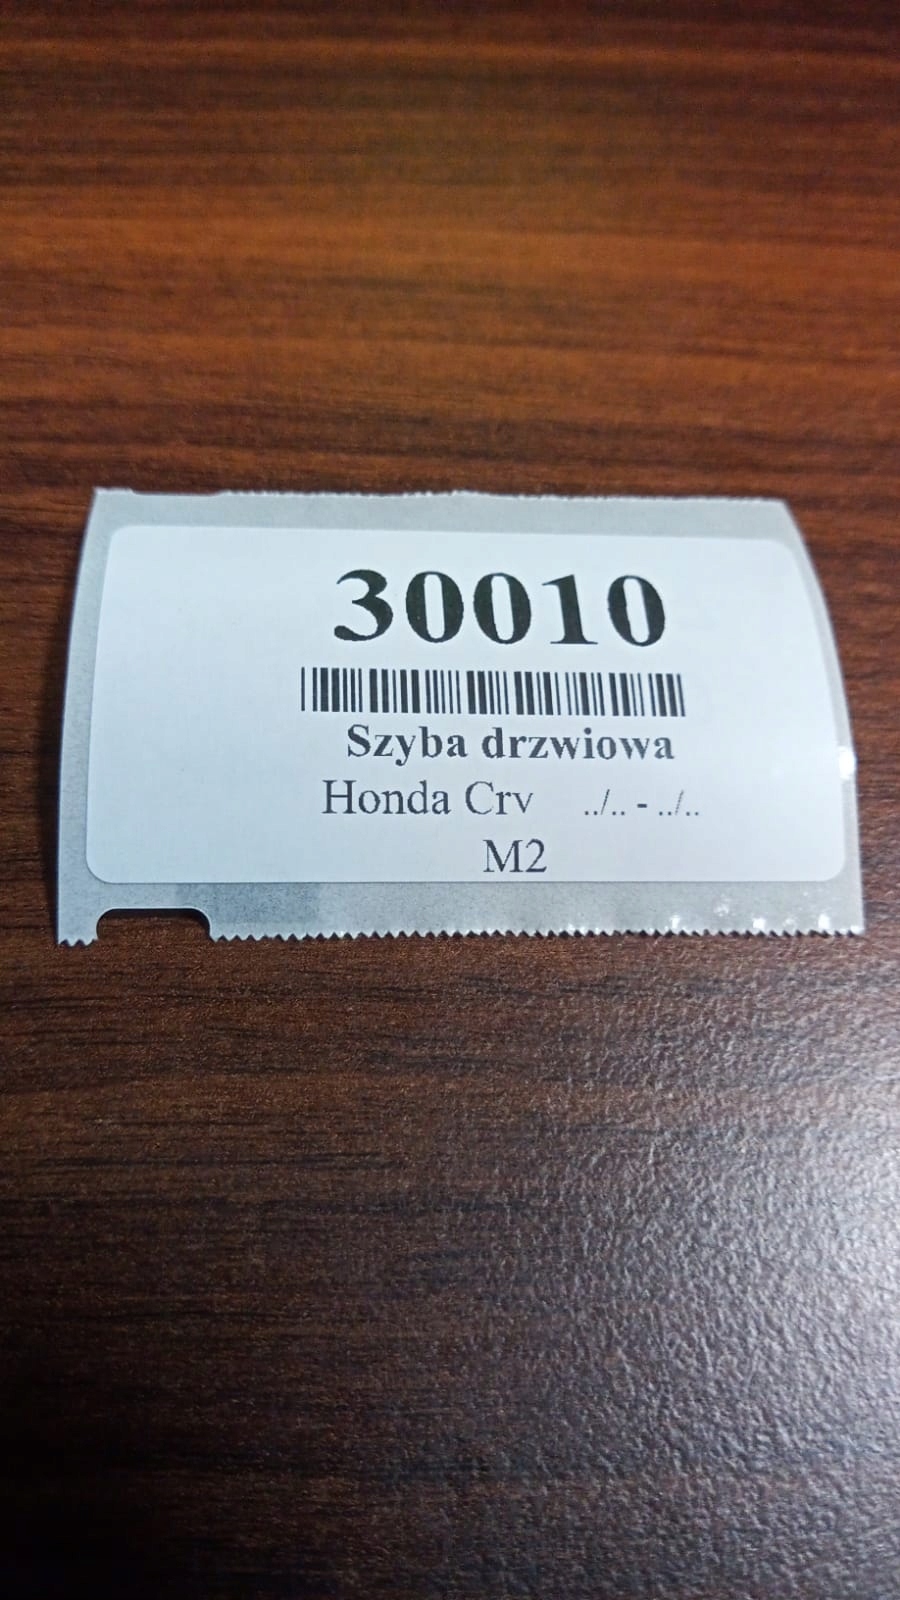 30010
Szyba drzwiowa
Honda Crv ../.. - ../..
M2